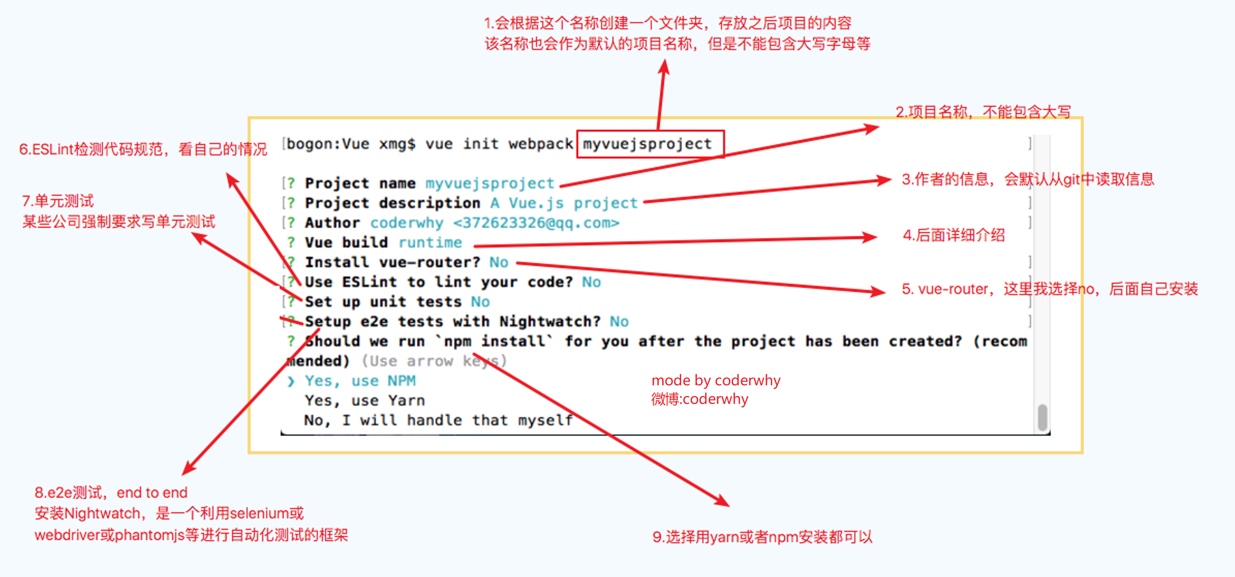 1.会根据这个名称创建一个文件夹，存放之后项目的内容
该名称也会作为默认的项目名称，但是不能包含大写字母等
2.项目名称，不能包含大写
6.ESLint检测代码规范，看自己的情况
[bogon:Vue xmg$ vue init webpack myvuejsproject ]
3.作者的信息，会默认从git中读取信息
7.单元测试
某些公司强制要求写单元测试
[? Project name myvuejsproject ]
[? Project description A Vue.js project ]
[? Author coderwhy <372623326@qq.com> ]
? Vue build runtime
[? Install vue-router? No ]
[? Use ESLint to lint your code? No ]
[? Set up unit tests No ]
[? Setup e2e tests with Nightwatch? No ]
? Should we run `npm install` for you after the project has been created? (recom
mended) (Use arrow keys)
❯ Yes, use NPM
Yes, use Yarn
No, I will handle that myself
4.后面详细介绍
5. vue-router，这里我选择no，后面自己安装
mode by coderwhy
微博:coderwhy
8.e2e测试，end to end
安装Nightwatch，是一个利用selenium或
webdriver或phantomjs等进行自动化测试的框架
9.选择用yarn或者npm安装都可以